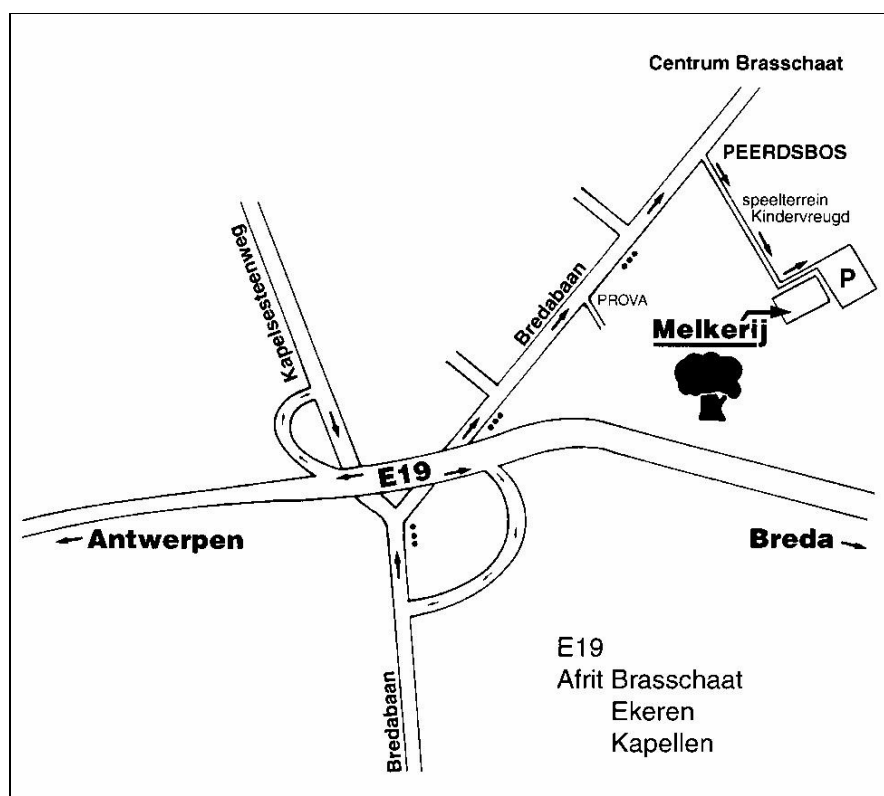 Centrum Brasschaat
PEERDSBOS
speelterrein
Kindervreugd
P
Kapelsesteenweg
Bredabaan
PROVA
Melkerij
E19
Antwerpen
Breda
Bredabaan
E19
Afrit Brasschaat
Ekeren
Kapellen